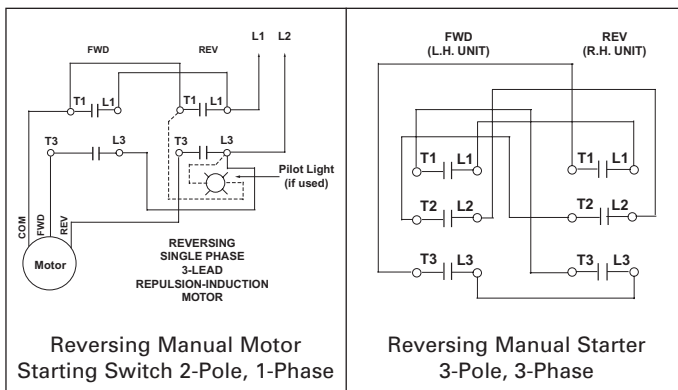 L1 L2
FWD REV
T1 L1 T1 L1
T3 L3 T3 L3
Pilot Light
(if used)
COM
FWD
REV
Motor
REVERSING
SINGLE PHASE
3-LEAD
REPULSION-INDUCTION
MOTOR
Reversing Manual Motor
Starting Switch 2-Pole, 1-Phase
FWD
(L.H. UNIT)
REV
(R.H. UNIT)
T1 L1 T1 L1
T2 L2 T2 L2
T3 L3 T3 L3
Reversing Manual Starter
3-Pole, 3-Phase